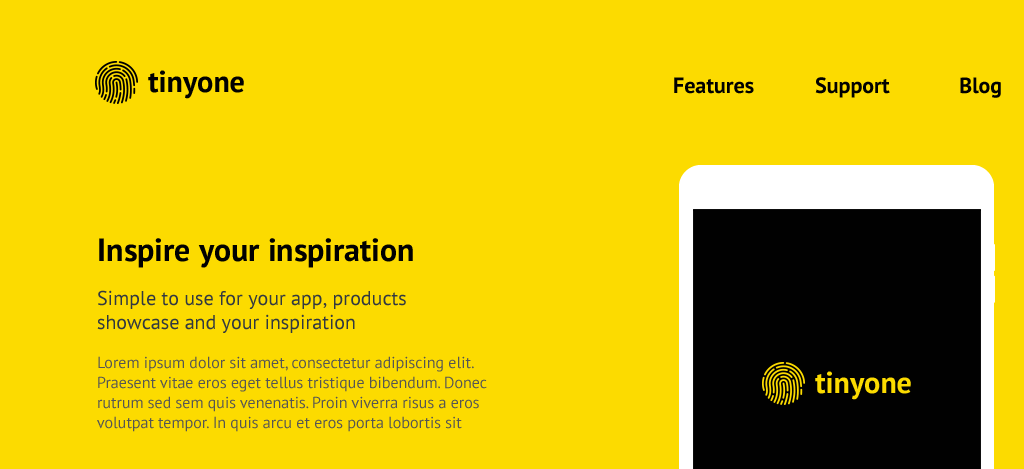 tinyone
Features Support Blog
Inspire your inspiration
Simple to use for your app, products
showcase and your inspiration
Lorem ipsum dolor sit amet, consectetur adipiscing elit.
Praesent vitae eros eget tellus tristique bibendum. Donec
rutrum sed sem quis venenatis. Proin viverra risus a eros
volutpat tempor. In quis arcu et eros porta lobortis sit
tinyone